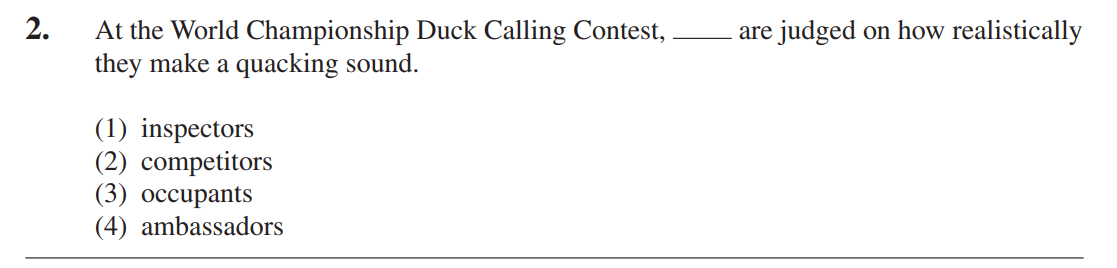 2. At the World Championship Duck Calling Contest, ____ are judged on how realistically
they make a quacking sound.
(1) inspectors
(2) competitors
(3) occupants
(4) ambassadors